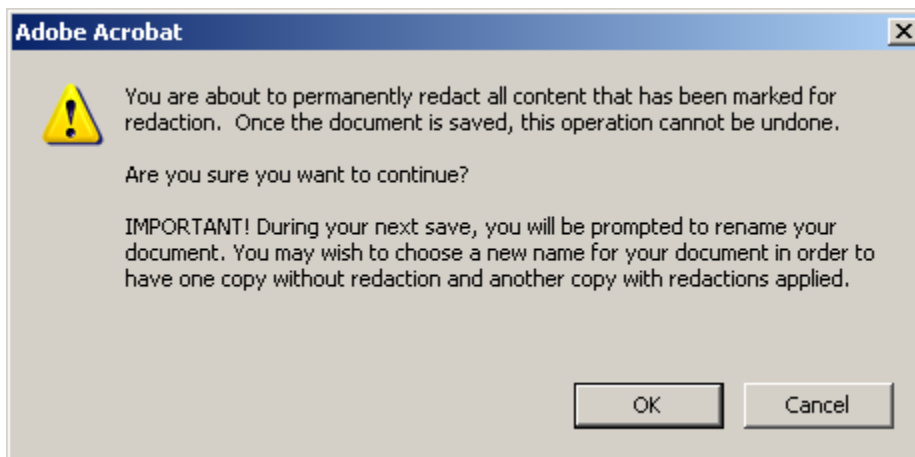 Adobe Acrobat
You are about to permanently redact all content that has been marked for
redaction.  Once the document is saved, this operation cannot be undone.
Are you sure you want to continue?
IMPORTANT! During your next save, you will be prompted to rename your
document. You may wish to choose a new name for your document in order to
have one copy without redaction and another copy with redactions applied.
OK
Cancel